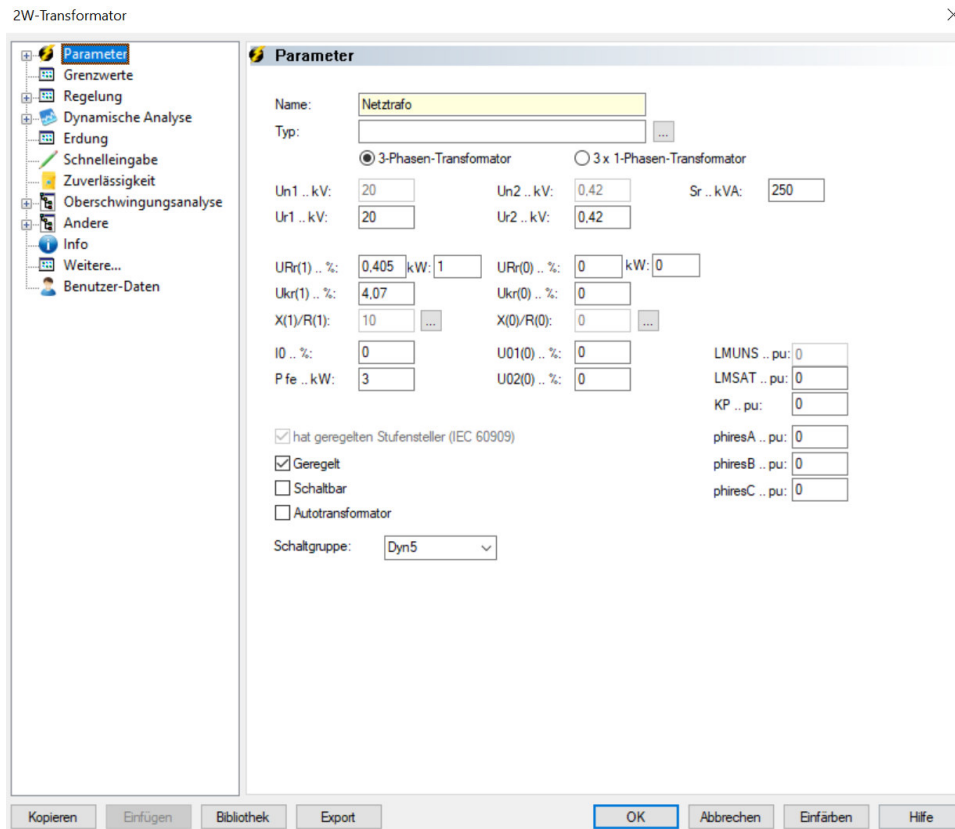 2W-Transformator
Parameter
Grenzwerte
Regelung
Dynamische Analyse
Erdung
Schnelleingabe
Zuverlässigkeit
Oberschwingungsanalyse
Andere
Info
Weitere...
Benutzer-Daten
Parameter
Name: Netztrafo
Typ: ...
3-Phasen-Transformator 3 x 1-Phasen-Transformator
Un1 .. kV: 20 Un2 .. kV: 0,42 Sr .. kVA: 250
Ur1 .. kV: 20 Ur2 .. kV: 0,42
URr(1) .. %: 0,405 kW: 1 URr(0) .. %: 0 kW: 0
Ukr(1) .. %: 4,07 Ukr(0) .. %: 0
X(1)/R(1): 10 ... X(0)/R(0): 0 ...
I0 .. %: 0 U01(0) .. %: 0 LMUNS .. pu: 0
P fe .. kW: 3 U02(0) .. %: 0 LMSAT .. pu: 0
KP .. pu: 0
hat geregelten Stufensteller (IEC 60909) phiresA .. pu: 0
Geregelt phiresB .. pu: 0
Schaltbar phiresC .. pu: 0
Autotransformator
Schaltgruppe: Dyn5
Kopieren Einfügen Bibliothek Export OK Abbrechen Einfärben Hilfe